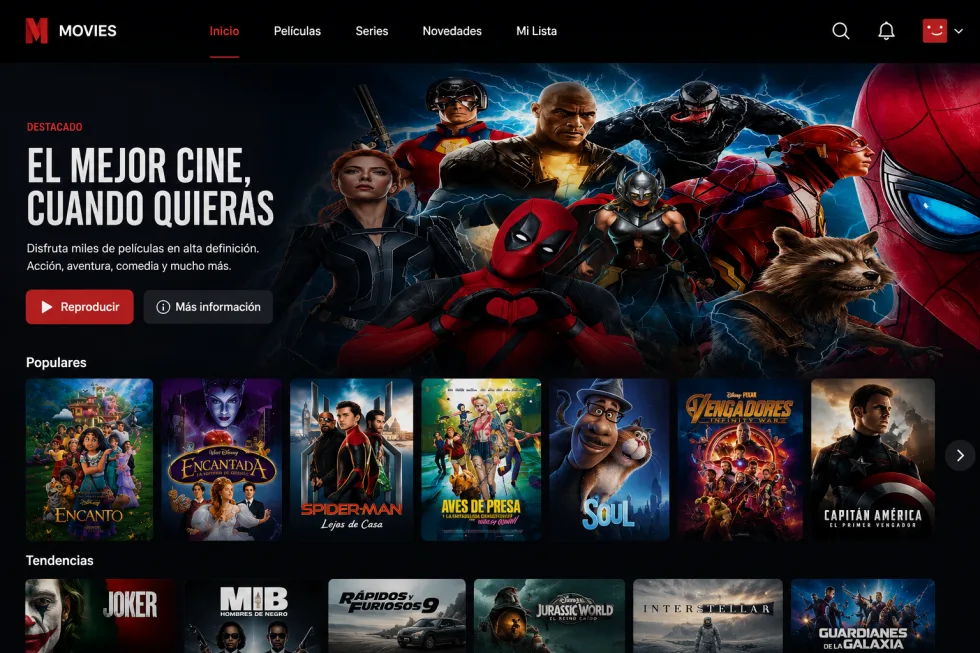 M MOVIES
Inicio
Películas
Series
Novedades
Mi Lista
DESTACADO
EL MEJOR CINE,
CUANDO QUIERAS
Disfruta miles de películas en alta definición.
Acción, aventura, comedia y mucho más.
Reproducir
Más información
Populares
Disney
ENCANTO
Walt Disney
ENCANTADA
SPIDER-MAN
Lejos de Casa
AVES DE PRESA
SOUL
Disney PIXAR
VENGADORES
INFINITY WAR
CAPITÁN AMÉRICA
EL PRIMER VENGADOR
Tendencias
JOKER
MIB
HOMBRES DE NEGRO
RÁPIDOS Y
FURIOSOS 9
JURASSIC WORLD
EL REINO CAÍDO
INTERSTELLAR
GUARDIANES
DE LA GALAXIA